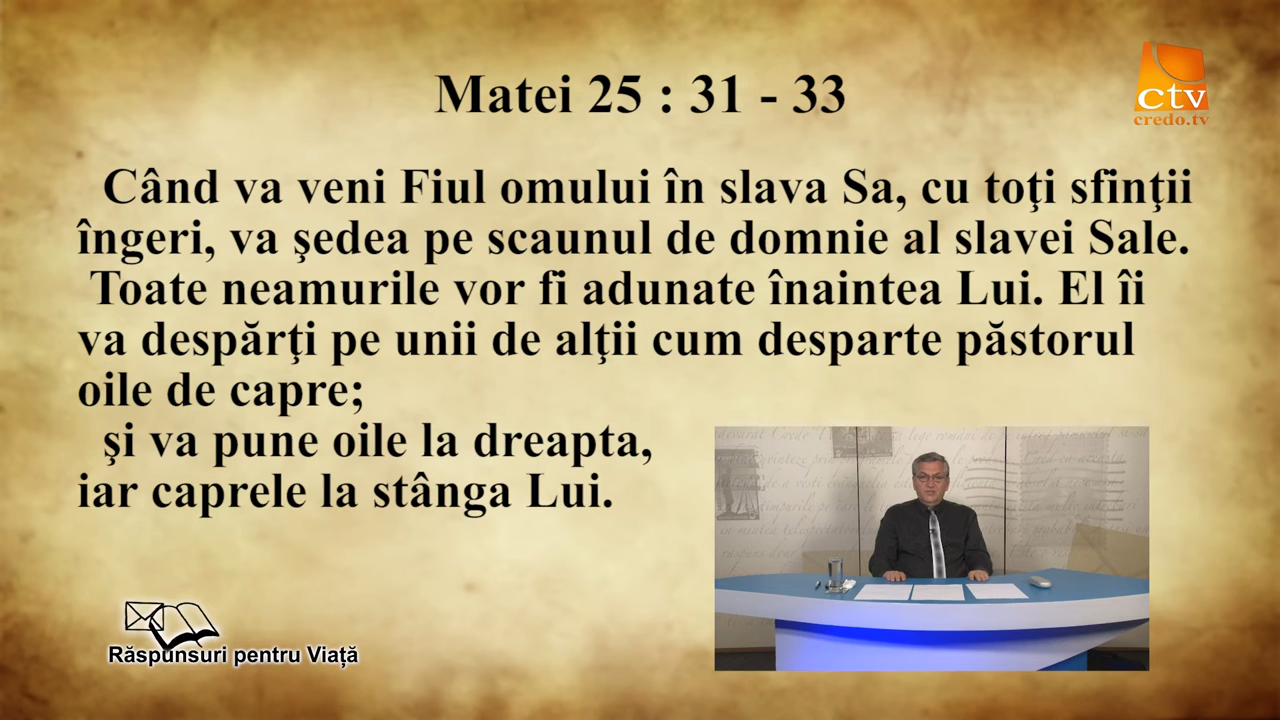 Matei 25 : 31 - 33
ctv
credo.tv
Când va veni Fiul omului în slava Sa, cu toţi sfinţii
îngeri, va şedea pe scaunul de domnie al slavei Sale.
Toate neamurile vor fi adunate înaintea Lui. El îi
va despărţi pe unii de alţii cum desparte păstorul
oile de capre;
şi va pune oile la dreapta,
iar caprele la stânga Lui.
Răspunsuri pentru Viaţă